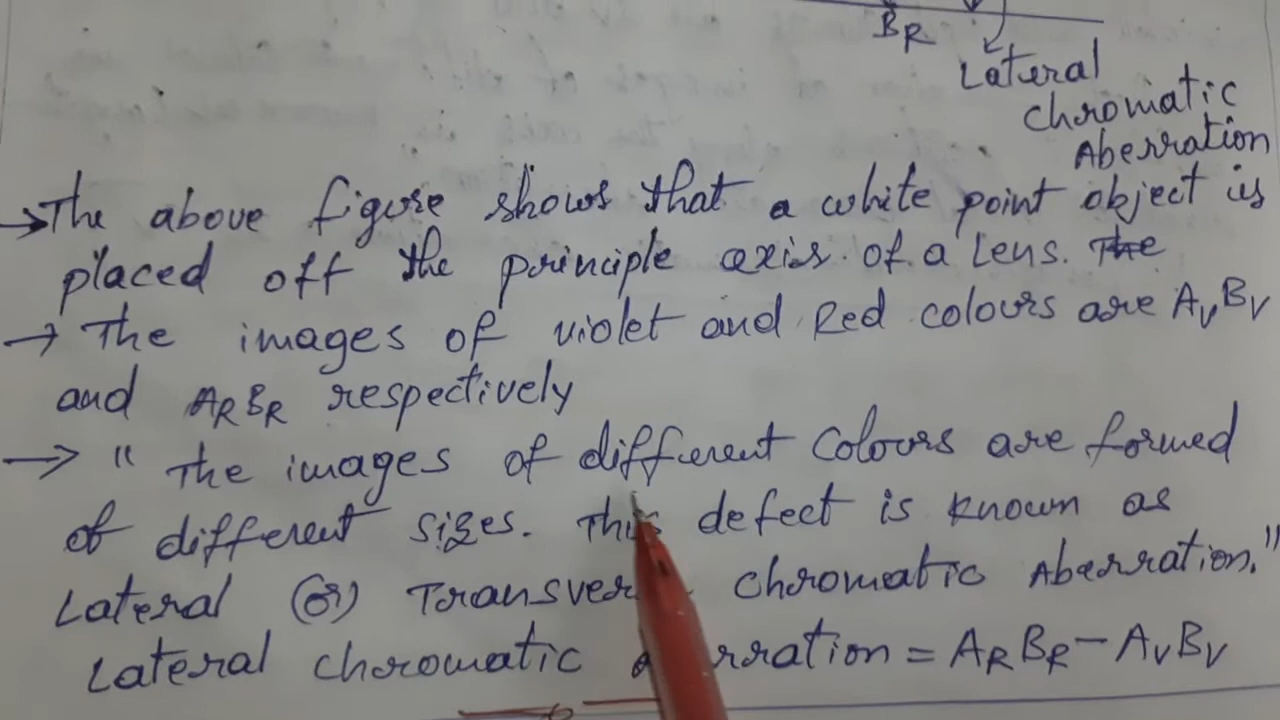 BR
Lateral
chromatic
Aberration
→The above figure shows that a white point object is
placed off the principle axis of a Lens. The
→ The images of violet and Red colours are AvBv
and ARBR respectively
→ " The images of different Colours are formed
of different sizes. This defect is known as
Lateral (or) Transver chromatic Aberration."
Lateral chromatic rration = ARBR - AvBv